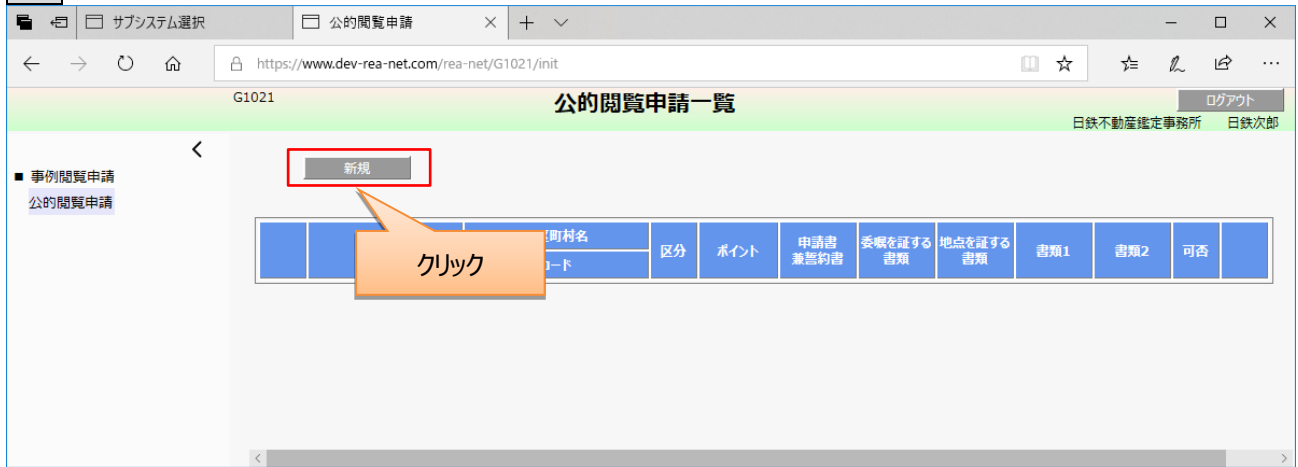 サブシステム選択
公的閲覧申請
https://www.dev-rea-net.com/rea-net/G1021/init
G1021
公的閲覧申請一覧
ログアウト
日鉄不動産鑑定事務所 日鉄次郎
■ 事例閲覧申請
公的閲覧申請
新規
クリック
町村名
コード
区分
ポイント
申請書
兼誓約書
委嘱を証する
書類
地点を証する
書類
書類1
書類2
可否